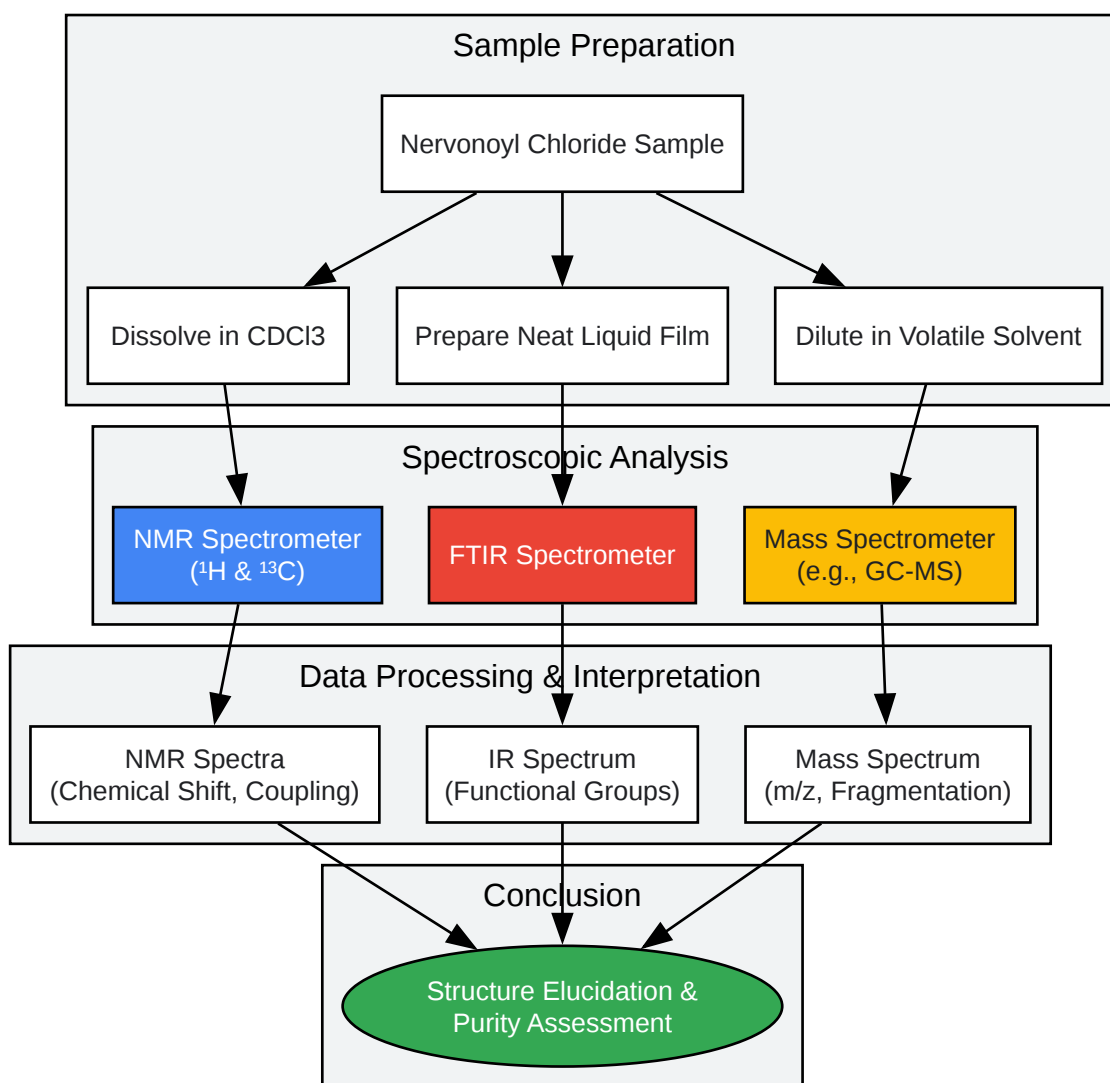 Sample Preparation
Nervonoyl Chloride Sample
Dissolve in CDCl3
Prepare Neat Liquid Film
Dilute in Volatile Solvent
Spectroscopic Analysis
NMR Spectrometer
(¹H & ¹³C)
FTIR Spectrometer
Mass Spectrometer
(e.g., GC-MS)
Data Processing & Interpretation
NMR Spectra
(Chemical Shift, Coupling)
IR Spectrum
(Functional Groups)
Mass Spectrum
(m/z, Fragmentation)
Conclusion
Structure Elucidation &
Purity Assessment